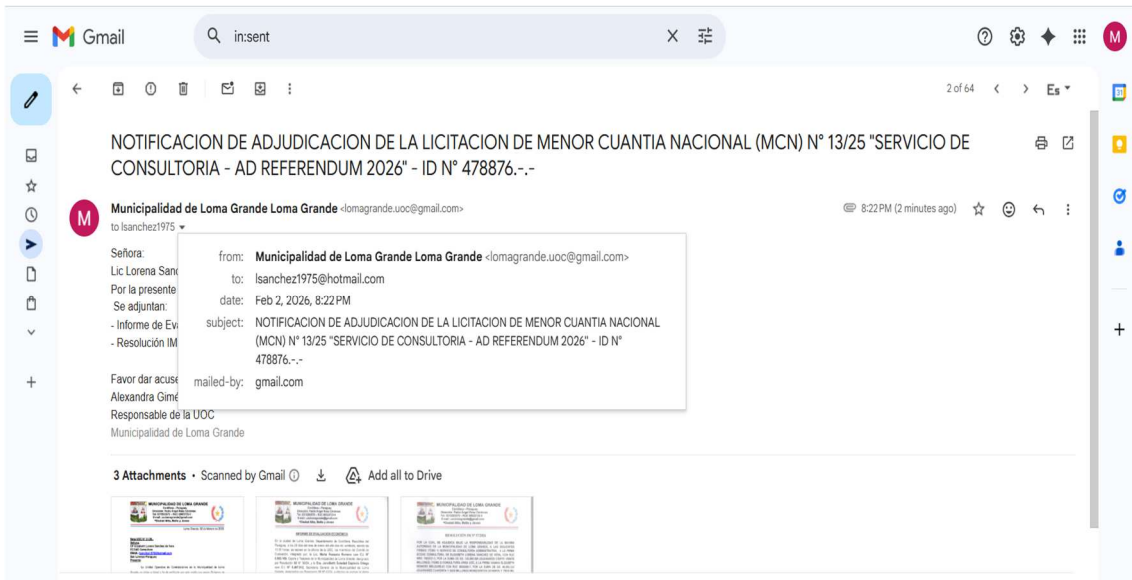 Gmail
in:sent
M
2 of 64
Es
31
NOTIFICACION DE ADJUDICACION DE LA LICITACION DE MENOR CUANTIA NACIONAL (MCN) N° 13/25 "SERVICIO DE
CONSULTORIA - AD REFERENDUM 2026" - ID N° 478876.-.-
M
Municipalidad de Loma Grande Loma Grande <lomagrande.uoc@gmail.com>
8:22 PM (2 minutes ago)
to lsanchez1975
Señora:
Lic Lorena Sanc
Por la presente
Se adjuntan:
- Informe de Ev
- Resolución IM
from: Municipalidad de Loma Grande Loma Grande <lomagrande.uoc@gmail.com>
to: lsanchez1975@hotmail.com
date: Feb 2, 2026, 8:22 PM
subject: NOTIFICACION DE ADJUDICACION DE LA LICITACION DE MENOR CUANTIA NACIONAL
(MCN) N° 13/25 "SERVICIO DE CONSULTORIA - AD REFERENDUM 2026" - ID N°
478876.-.-
mailed-by: gmail.com
Favor dar acuse
Alexandra Gimé
Responsable de la UOC
Municipalidad de Loma Grande
3 Attachments • Scanned by Gmail
Add all to Drive
MUNICIPALIDAD DE LOMA GRANDE
MUNICIPALIDAD DE LOMA GRANDE
INFORME DE EVALUACION ECONÓMICO
MUNICIPALIDAD DE LOMA GRANDE